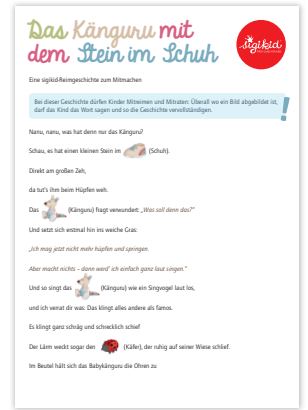 Das Känguru mit
dem Stein im Schuh
sigikid
Eine sigikid-Reimgeschichte zum Mitmachen
Bei dieser Geschichte dürfen Kinder Mitreimen und Mitraten: Überall wo ein Bild abgebildet ist,
darf das Kind das Wort sagen und so die Geschichte vervollständigen.
!
Nanu, nanu, was hat denn nur das Känguru?
Schau, es hat einen kleinen Stein im (Schuh).
Direkt am großen Zeh,
da tut's ihm beim Hüpfen weh.
Das (Känguru) fragt verwundert: „Was soll denn das?"
Und setzt sich erstmal hin ins weiche Gras:
„Ich mag jetzt nicht mehr hüpfen und springen.
Aber macht nichts – dann werd' ich einfach ganz laut singen."
Und so singt das (Känguru) wie ein Singvogel laut los,
und ich verrat dir was: Das klingt alles andere als famos.
Es klingt ganz schräg und schrecklich schief
Der Lärm weckt sogar den (Käfer), der ruhig auf seiner Wiese schlief.
Im Beutel hält sich das Babykänguru die Ohren zu